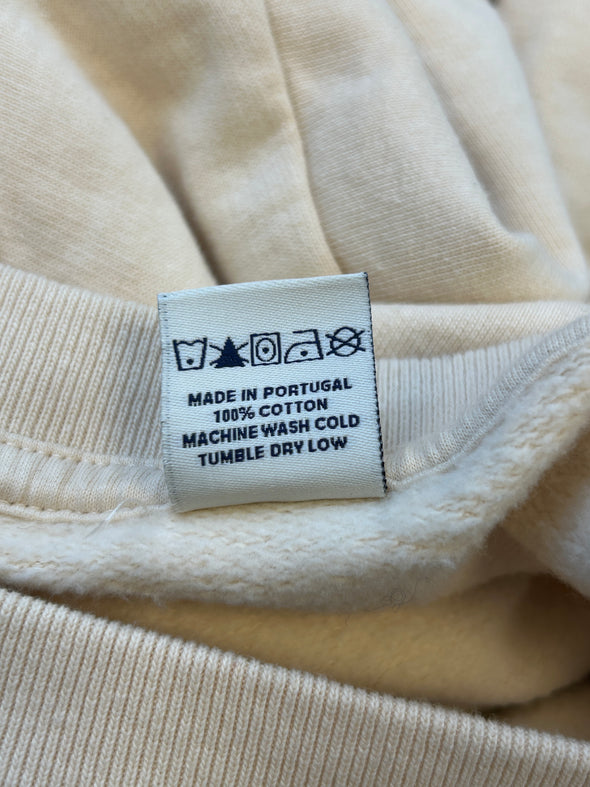 MADE IN PORTUGAL
100% COTTON
MACHINE WASH COLD
TUMBLE DRY LOW